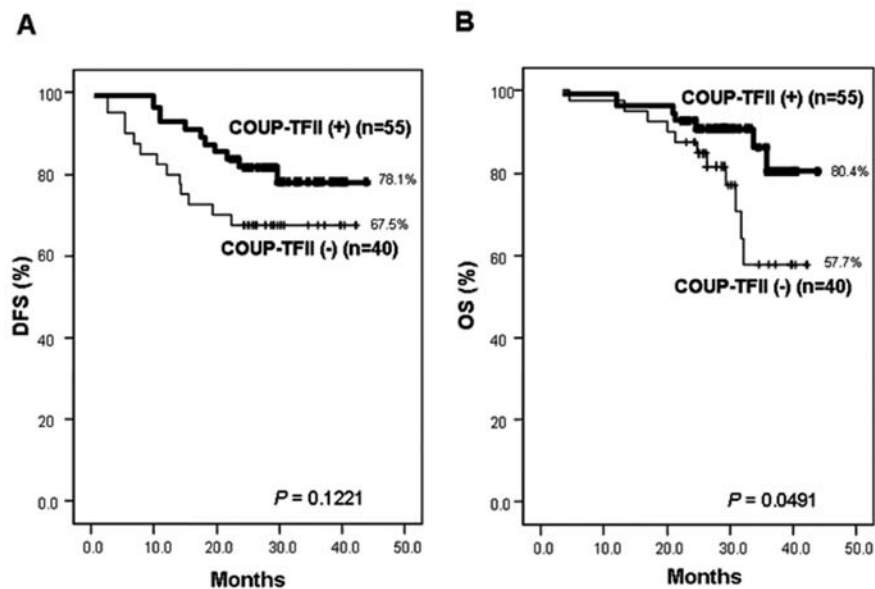 A
DFS (%)
100
80
60
40
20
0.0
COUP-TFII (+) (n=55)
78.1%
67.5%
COUP-TFII (-) (n=40)
P = 0.1221
0.0 10.0 20.0 30.0 40.0 50.0
Months
B
OS (%)
100
80
60
40
20
0.0
COUP-TFII (+) (n=55)
80.4%
57.7%
COUP-TFII (-) (n=40)
P = 0.0491
0.0 10.0 20.0 30.0 40.0 50.0
Months